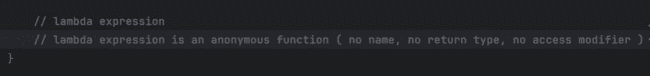 // lambda expression
// lambda expression is an anonymous function ( no name, no return type, no access modifier )
}